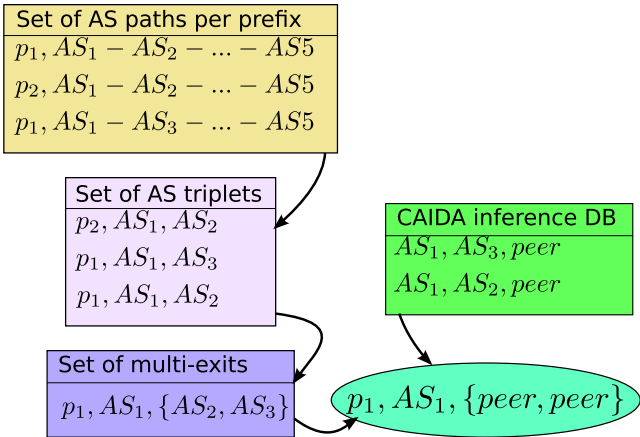 Set of AS paths per prefix
p₁, AS₁ − AS₂ − ... − AS5
p₂, AS₁ − AS₂ − ... − AS5
p₁, AS₁ − AS₃ − ... − AS5
Set of AS triplets
p₂, AS₁, AS₂
p₁, AS₁, AS₃
p₁, AS₁, AS₂
CAIDA inference DB
AS₁, AS₃, peer
AS₁, AS₂, peer
Set of multi-exits
p₁, AS₁, {AS₂, AS₃}
p₁, AS₁, {peer, peer}